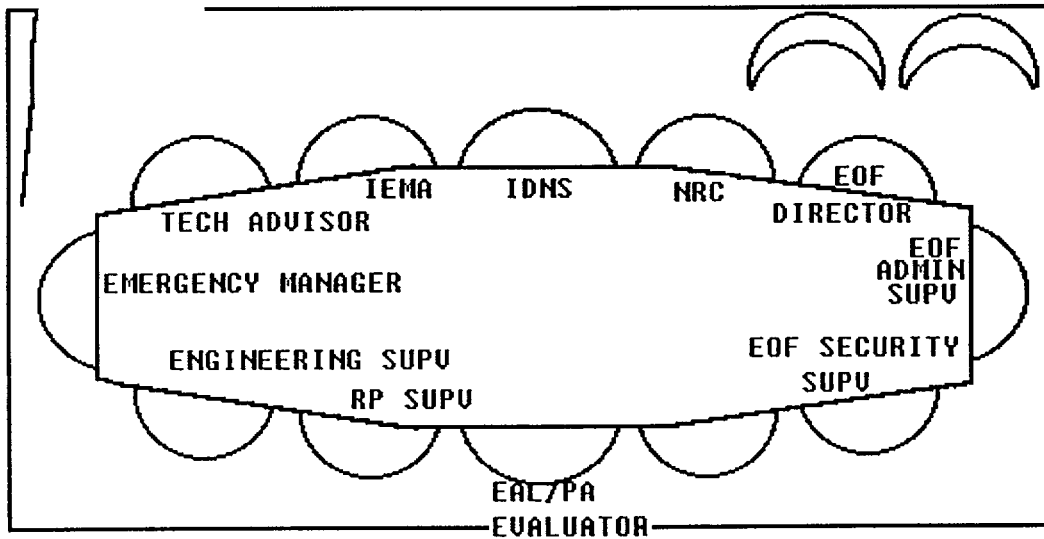 IEMA
IDNS
NRC
EOF
DIRECTOR
TECH ADVISOR
EMERGENCY MANAGER
EOF
ADMIN
SUPV
ENGINEERING SUPV
RP SUPV
EOF SECURITY
SUPV
EAL/PA
EVALUATOR